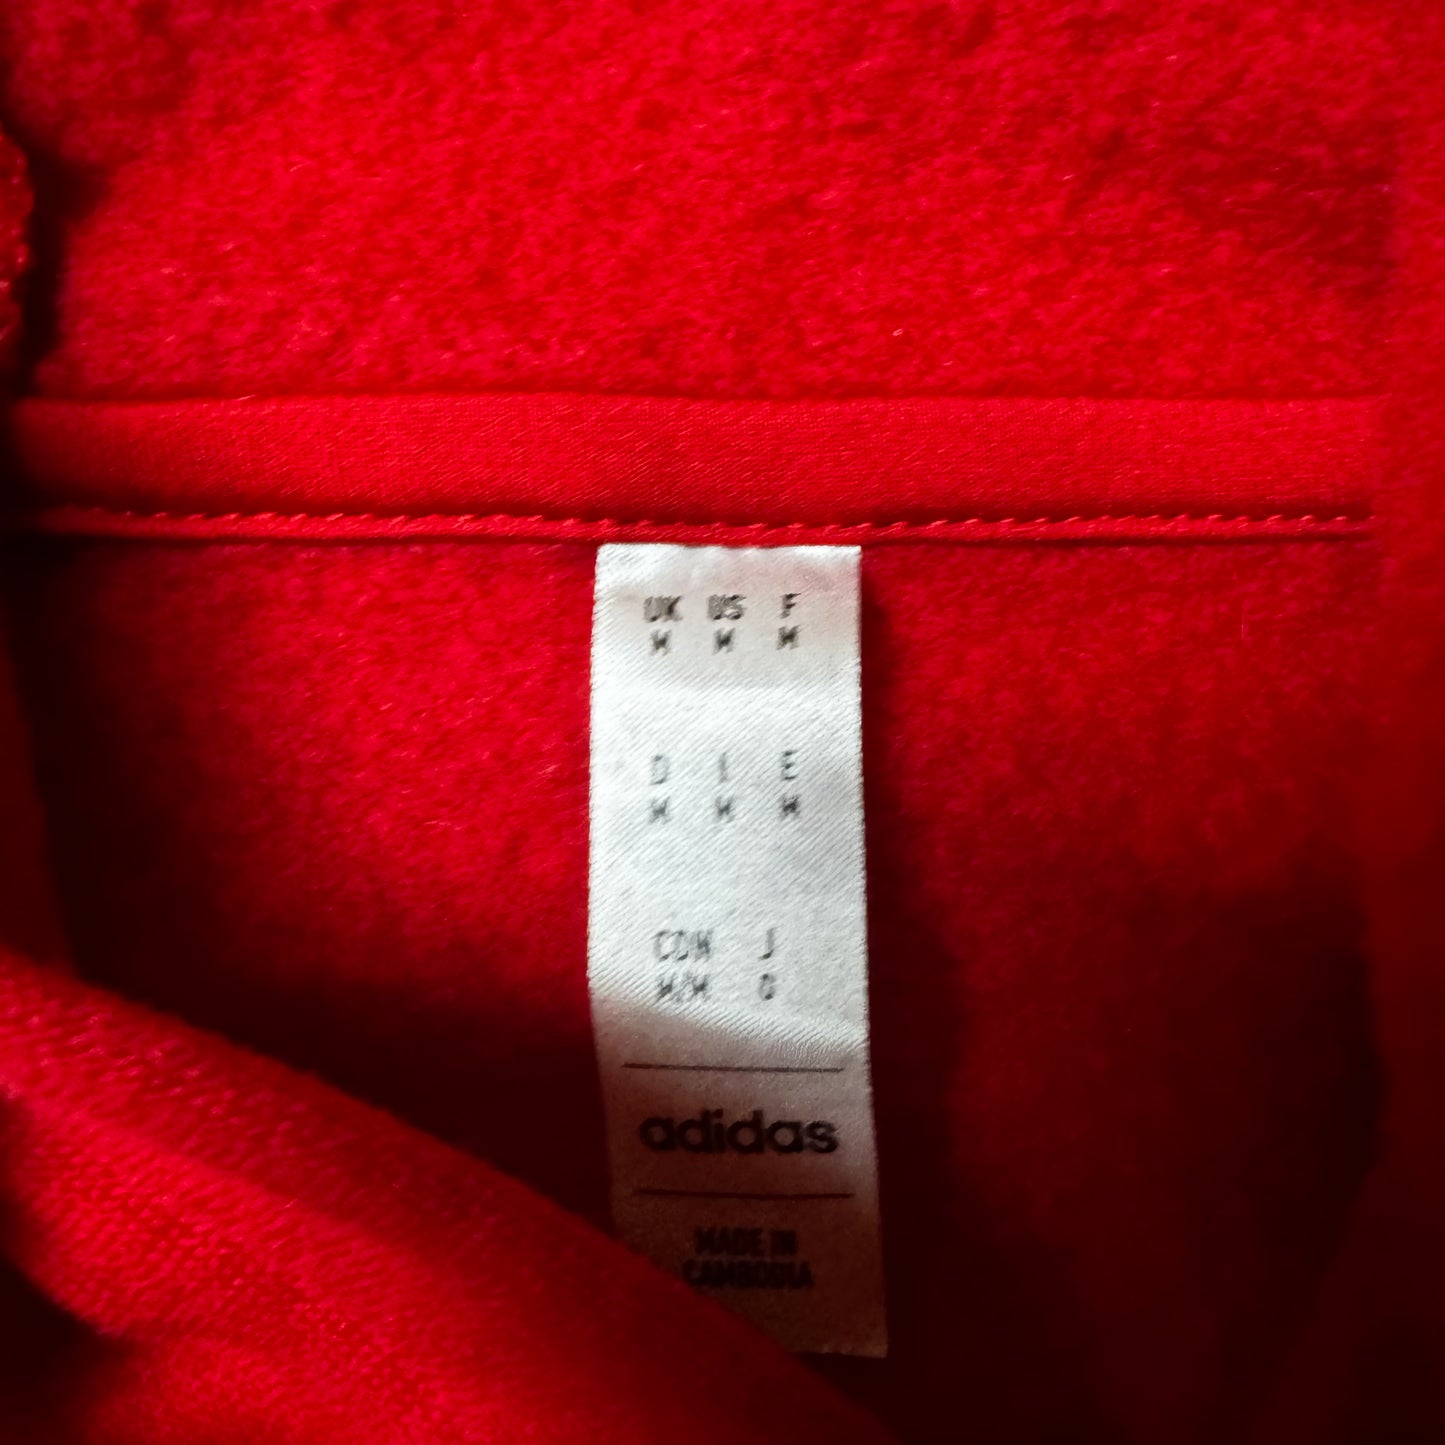 UK US F
M M M
D I E
M M M
CDN J
M/M O
adidas
MADE IN
CAMBODIA